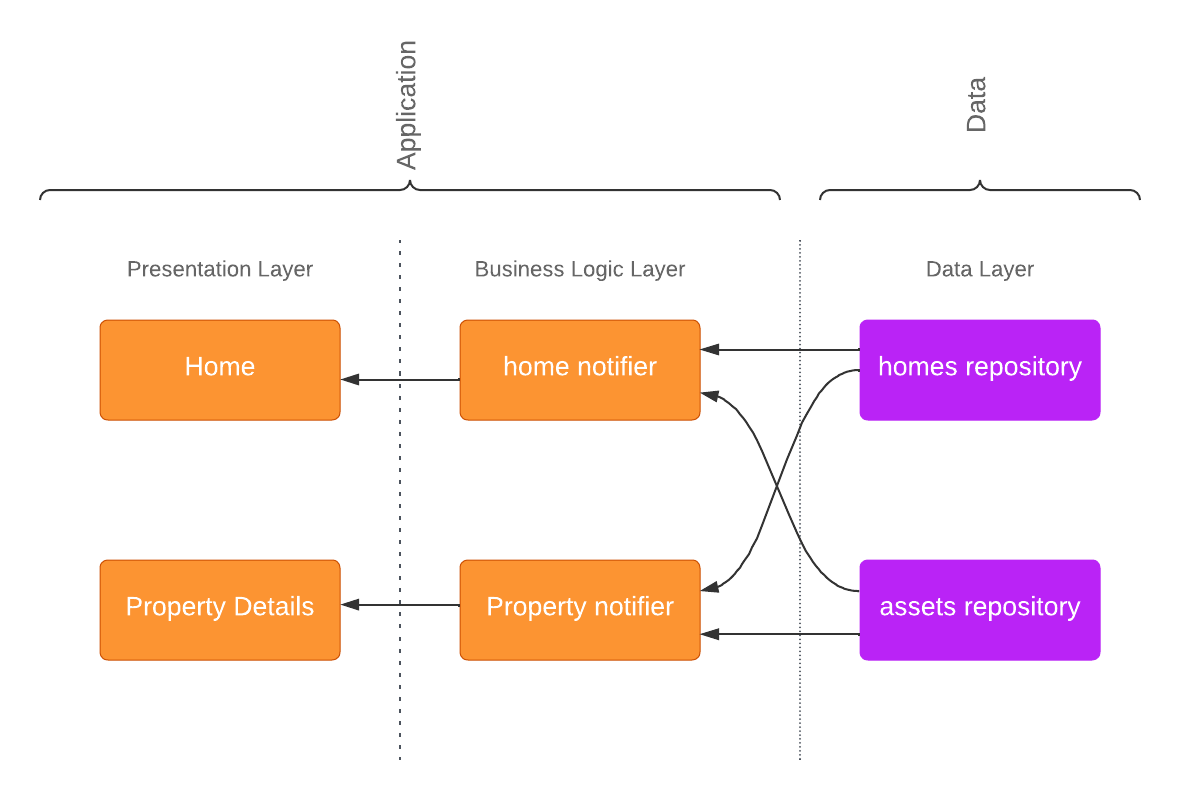 Application
Data
Presentation Layer
Business Logic Layer
Data Layer
Home
home notifier
homes repository
Property Details
Property notifier
assets repository